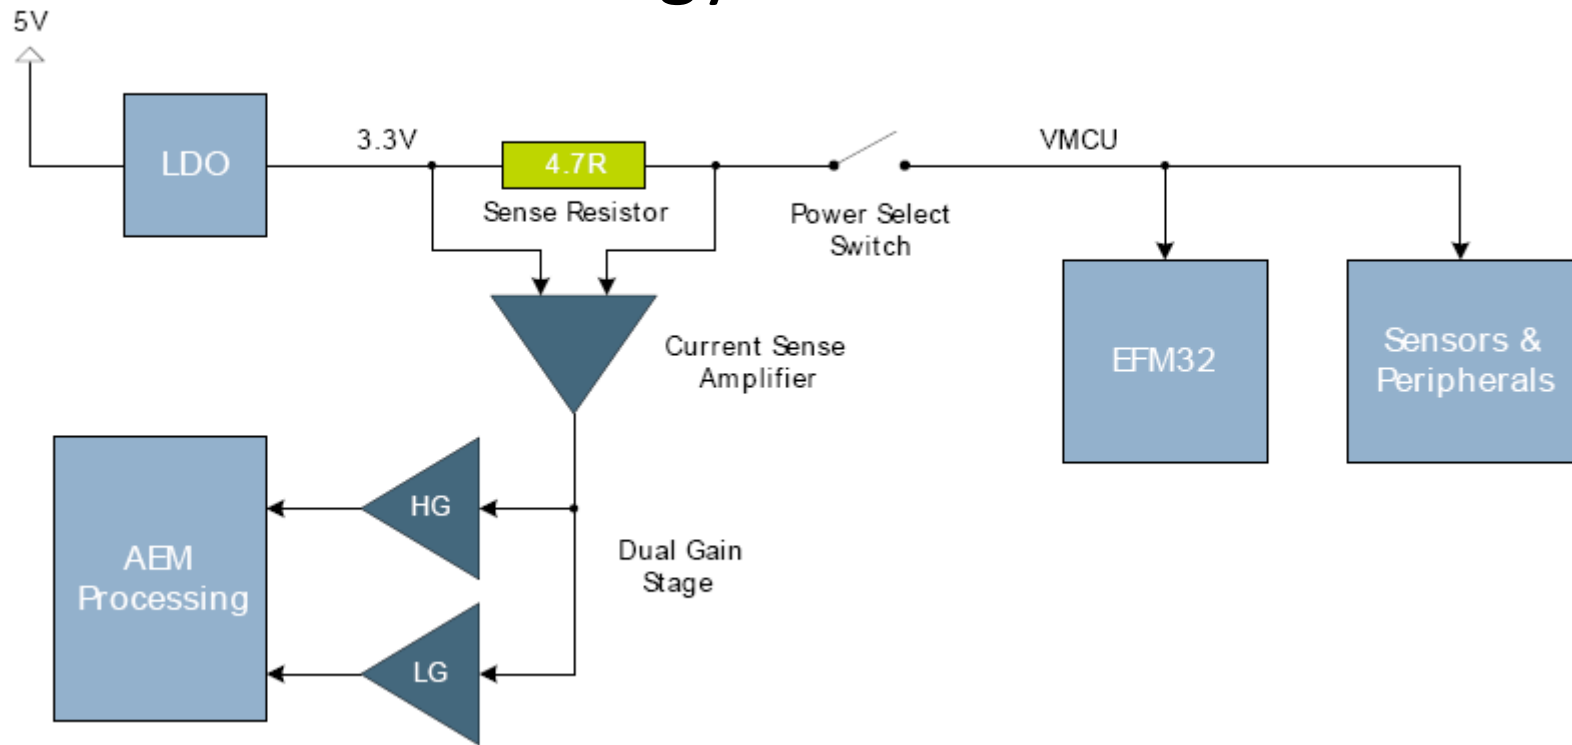 5V
LDO
3.3V
4.7R
Sense Resistor
Power Select
Switch
VMCU
EFM32
Sensors &
Peripherals
Current Sense
Amplifier
HG
Dual Gain
Stage
LG
AEM
Processing